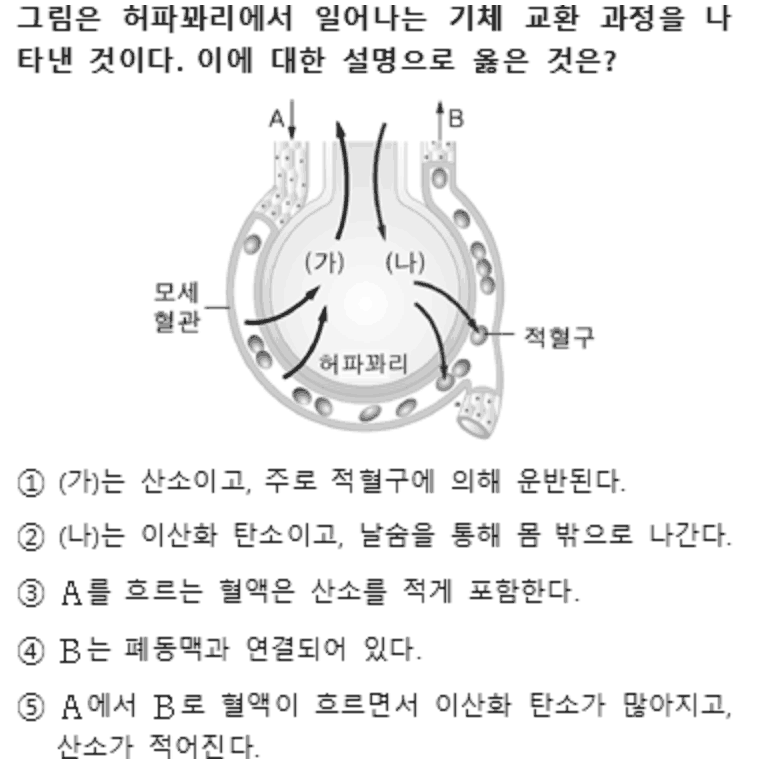 그림은 허파꽈리에서 일어나는 기체 교환 과정을 나
타낸 것이다. 이에 대한 설명으로 옳은 것은?
A
B
(가)
(나)
모세
혈관
적혈구
허파꽈리
① (가)는 산소이고, 주로 적혈구에 의해 운반된다.
② (나)는 이산화 탄소이고, 날숨을 통해 몸 밖으로 나간다.
③ A를 흐르는 혈액은 산소를 적게 포함한다.
④ B는 폐동맥과 연결되어 있다.
⑤ A에서 B로 혈액이 흐르면서 이산화 탄소가 많아지고,
산소가 적어진다.